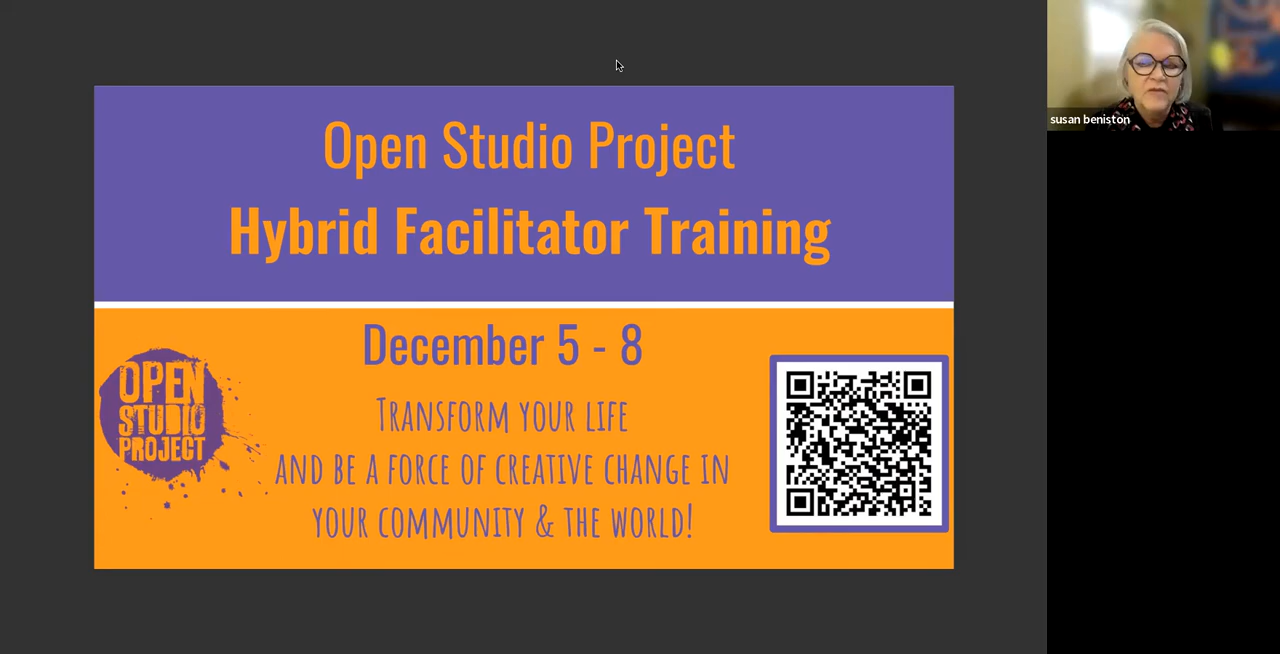 Open Studio Project
Hybrid Facilitator Training
December 5 - 8
TRANSFORM YOUR LIFE
AND BE A FORCE OF CREATIVE CHANGE IN
YOUR COMMUNITY & THE WORLD!
OPEN
STUDIO
PROJECT
susan beniston